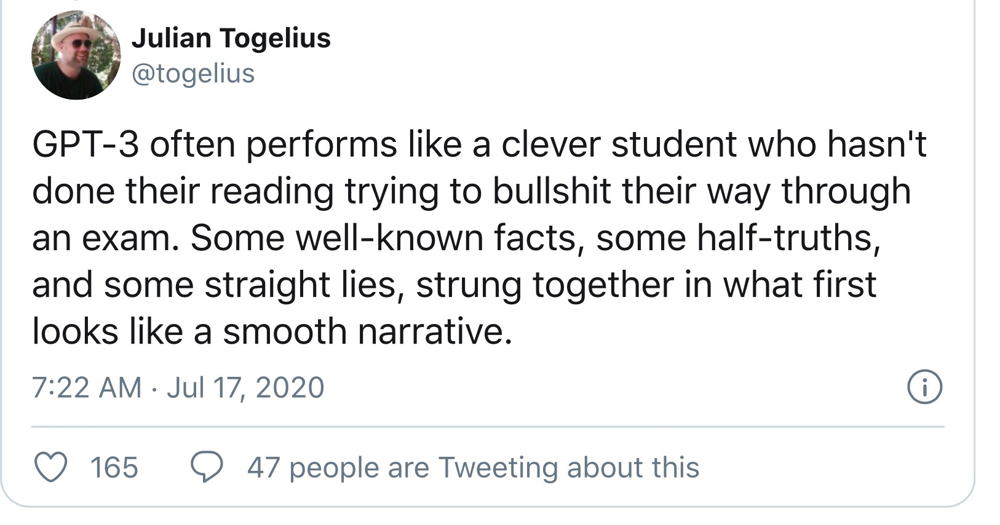 Julian Togelius
@togelius
GPT-3 often performs like a clever student who hasn't
done their reading trying to bullshit their way through
an exam. Some well-known facts, some half-truths,
and some straight lies, strung together in what first
looks like a smooth narrative.
7:22 AM · Jul 17, 2020
165 47 people are Tweeting about this